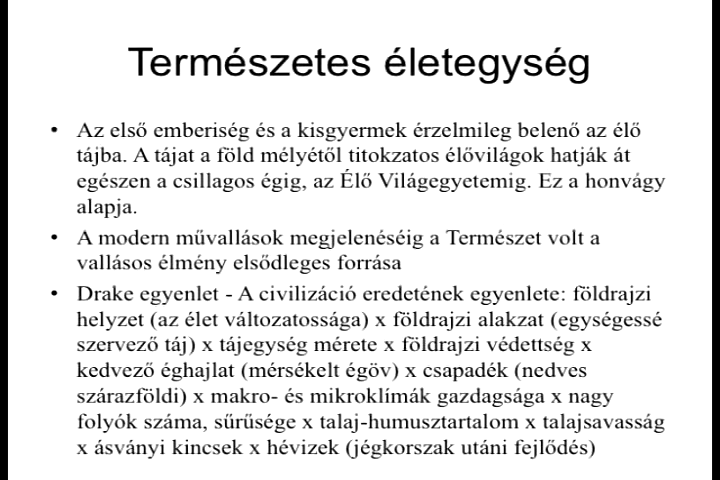 Természetes életegység
• Az első emberiség és a kisgyermek érzelmileg belenő az élő
tájba. A tájat a föld mélyétől titokzatos élővilágok hatják át
egészen a csillagos égig, az Élő Világegyetemig. Ez a honvágy
alapja.
• A modern művallások megjelenéséig a Természet volt a
vallásos élmény elsődleges forrása
• Drake egyenlet - A civilizáció eredetének egyenlete: földrajzi
helyzet (az élet változatossága) x földrajzi alakzat (egységessé
szervező táj) x tájegység mérete x földrajzi védettség x
kedvező éghajlat (mérsékelt égöv) x csapadék (nedves
szárazföldi) x makro- és mikroklímák gazdagsága x nagy
folyók száma, sűrűsége x talaj-humusztartalom x talajsavasság
x ásványi kincsek x hévizek (jégkorszak utáni fejlődés)